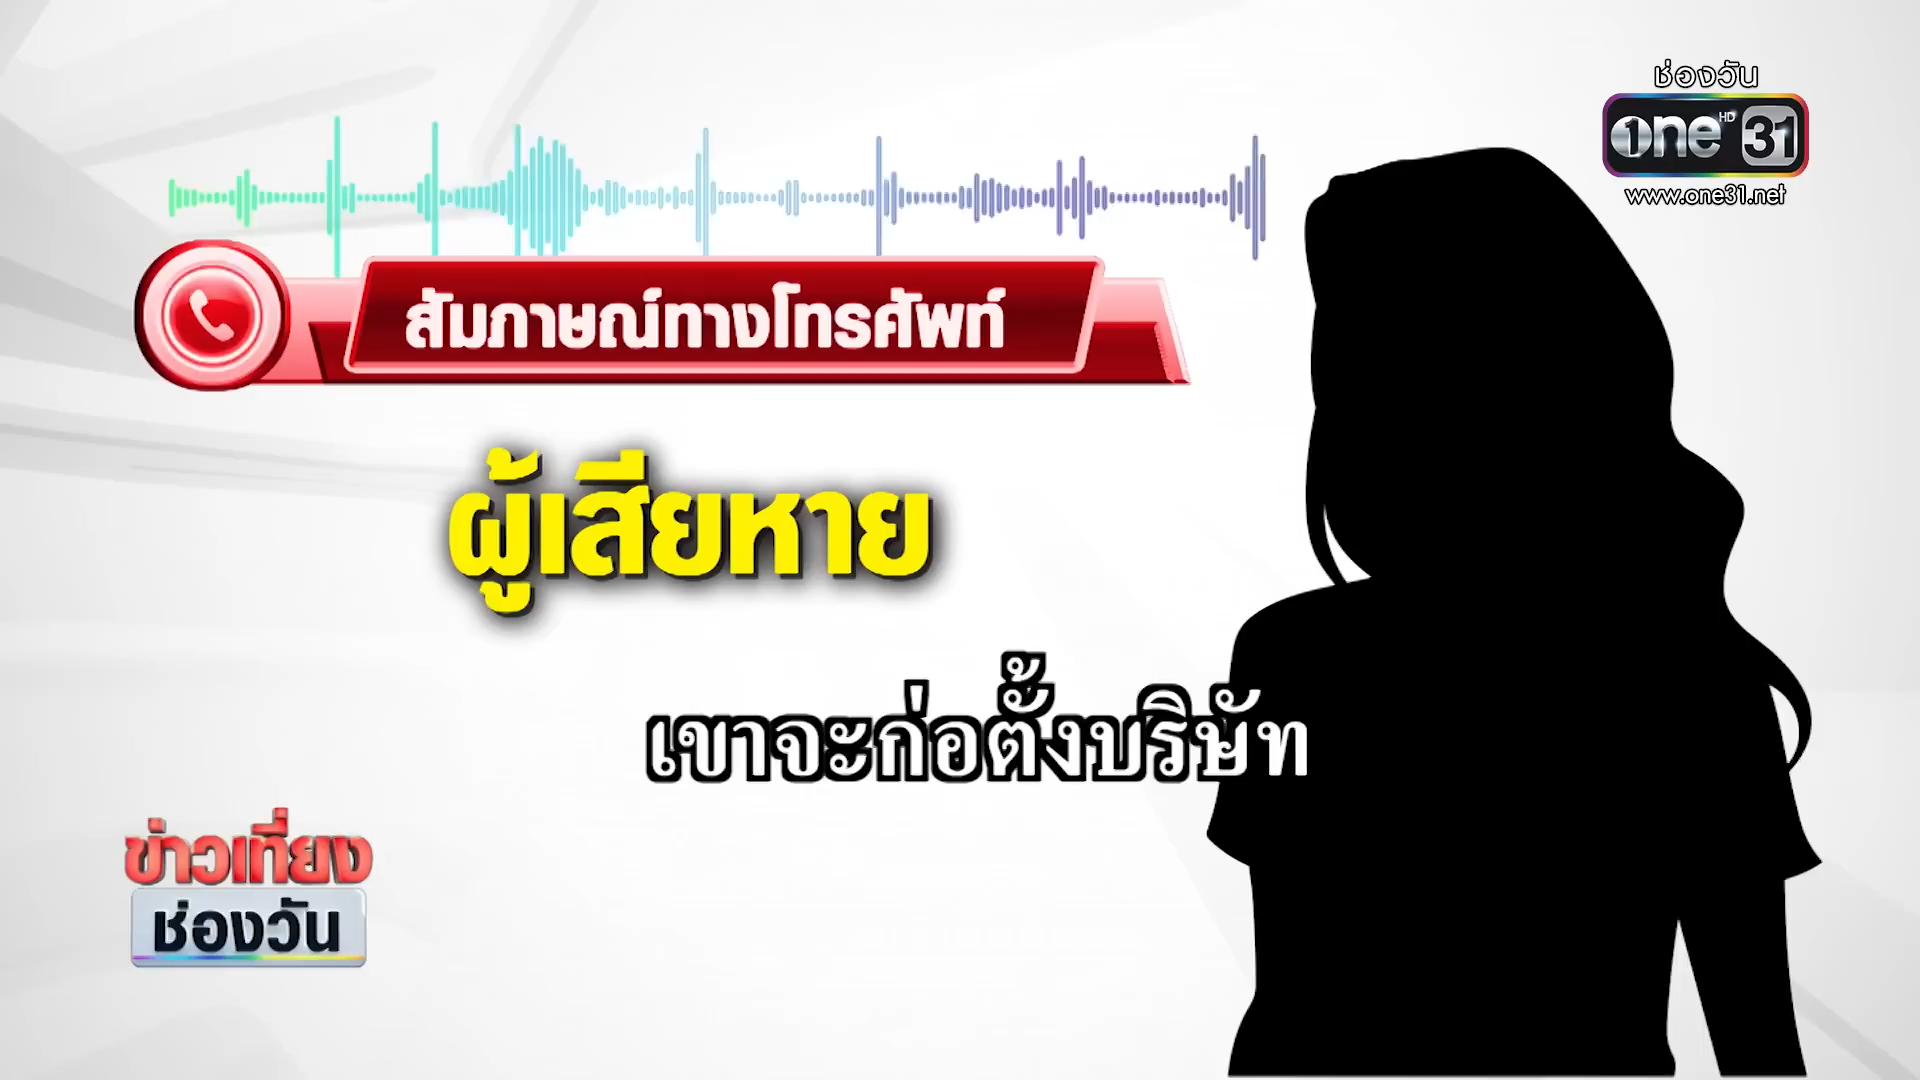 ช่องวัน
one HD 31
www.one31.net
สัมภาษณ์ทางโทรศัพท์
ผู้เสียหาย
เขาจะก่อตั้งบริษัท
ข่าวเที่ยง
ช่องวัน